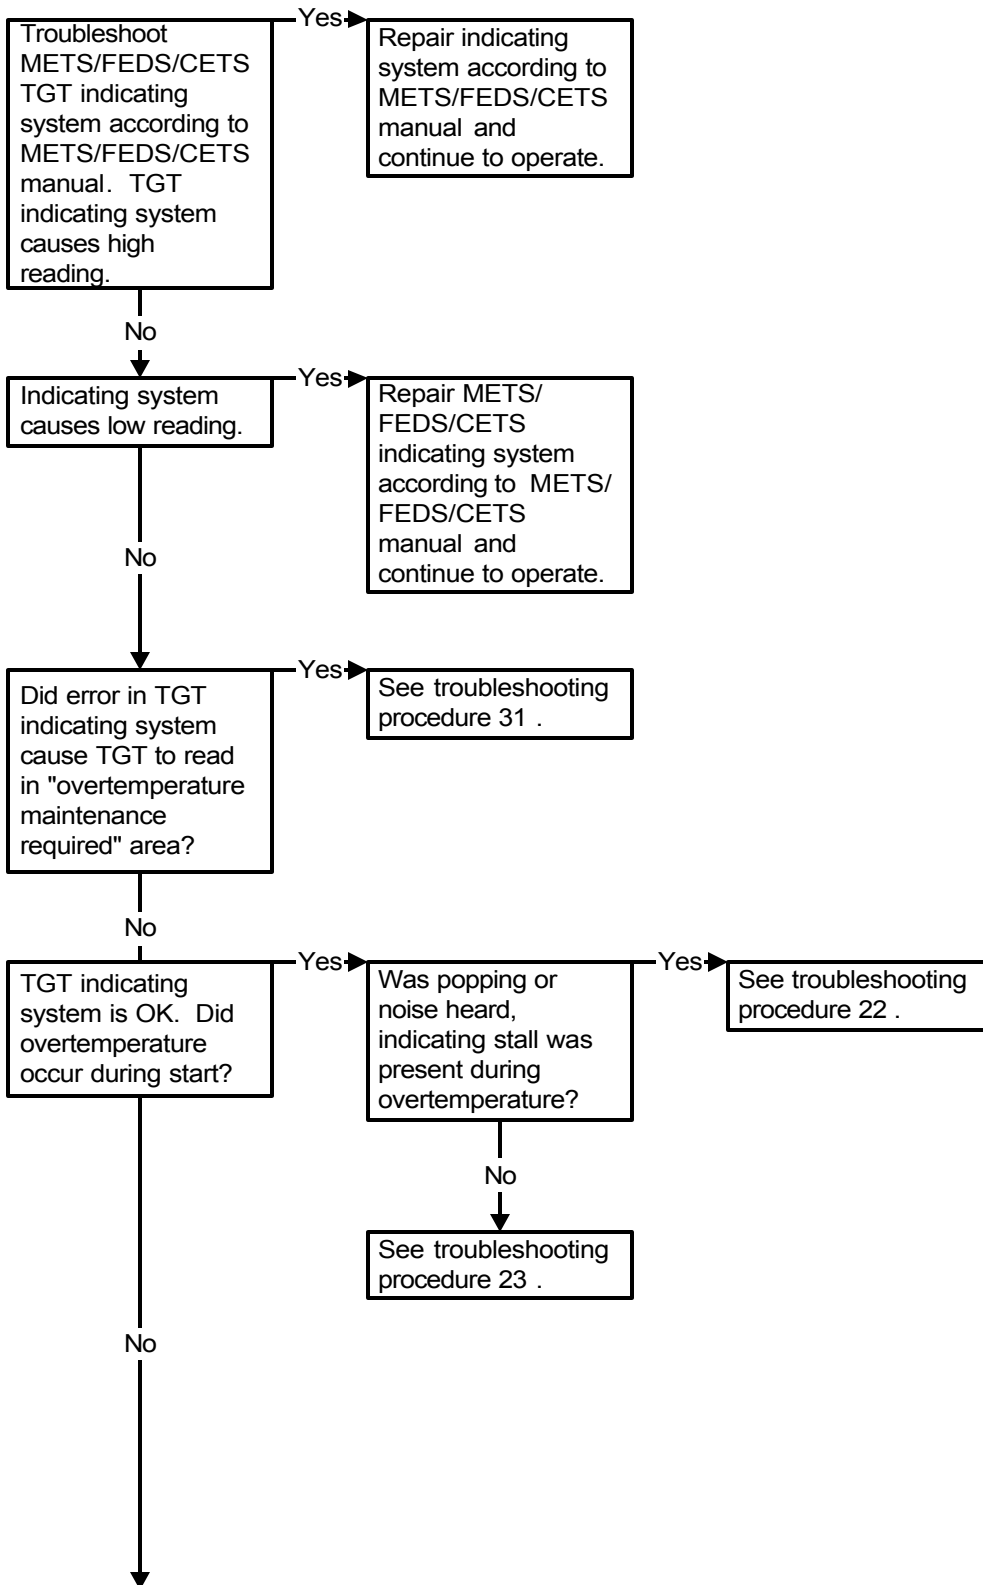 Troubleshoot
METS/FEDS/CETS
TGT indicating
system according to
METS/FEDS/CETS
manual. TGT
indicating system
causes high
reading.
Yes
Repair indicating
system according to
METS/FEDS/CETS
manual and
continue to operate.
No
Indicating system
causes low reading.
Yes
Repair METS/
FEDS/CETS
indicating system
according to METS/
FEDS/CETS
manual and
continue to operate.
No
Did error in TGT
indicating system
cause TGT to read
in "overtemperature
maintenance
required" area?
Yes
See troubleshooting
procedure 31 .
No
TGT indicating
system is OK. Did
overtemperature
occur during start?
Yes
Was popping or
noise heard,
indicating stall was
present during
overtemperature?
Yes
See troubleshooting
procedure 22 .
No
See troubleshooting
procedure 23 .
No